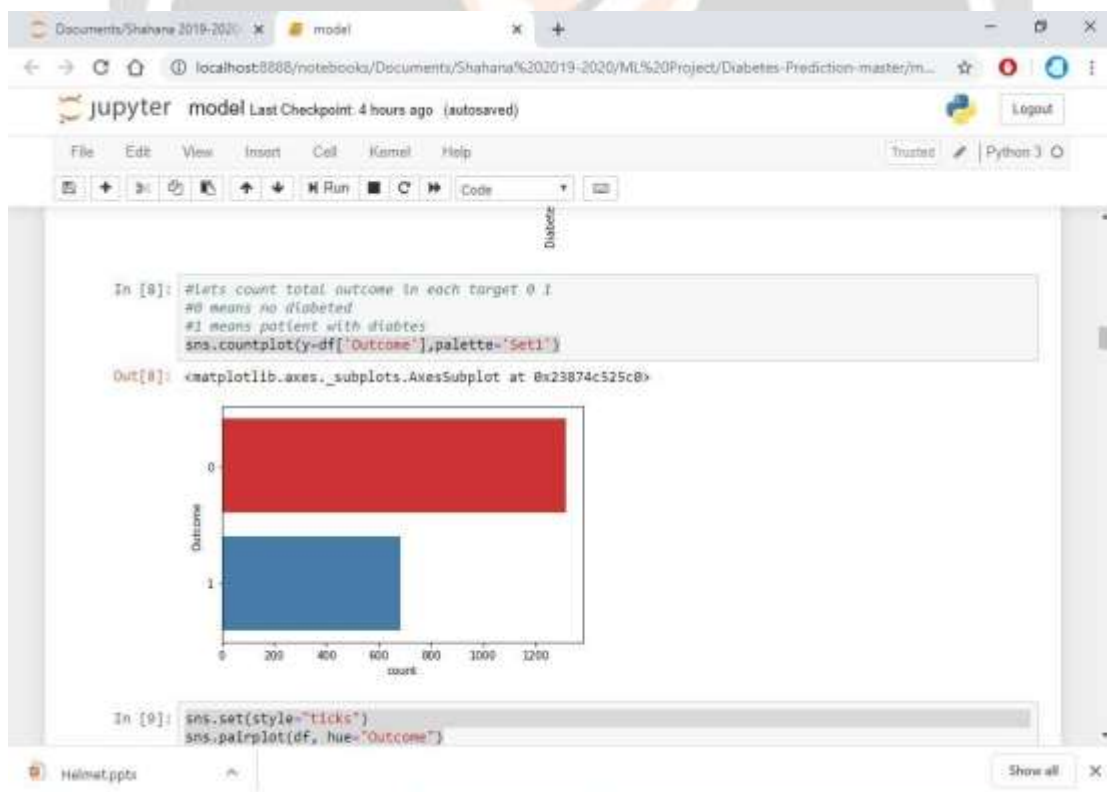 Documents/Shahana 2019-2020
model
localhost:8888/notebooks/Documents/Shahana%202019-2020/ML%20Project/Diabetes-Prediction-master/m...
Jupyter model Last Checkpoint: 4 hours ago (autosaved)
Logout
File Edit View Insert Cell Kernel Help
Trusted Python 3
Run Code
Diabete
In [8]: #Lets count total outcome in each target 0 1
#0 means no diabeted
#1 means patient with diabtes
sns.countplot(y=df['Outcome'],palette='Set1')
Out[8]: <matplotlib.axes._subplots.AxesSubplot at 0x23874c525c0>
0
Outcome
1
0 200 400 600 800 1000 1200
count
In [9]: sns.set(style="ticks")
sns.pairplot(df, hue="Outcome")
Helmet.pptx
Show all